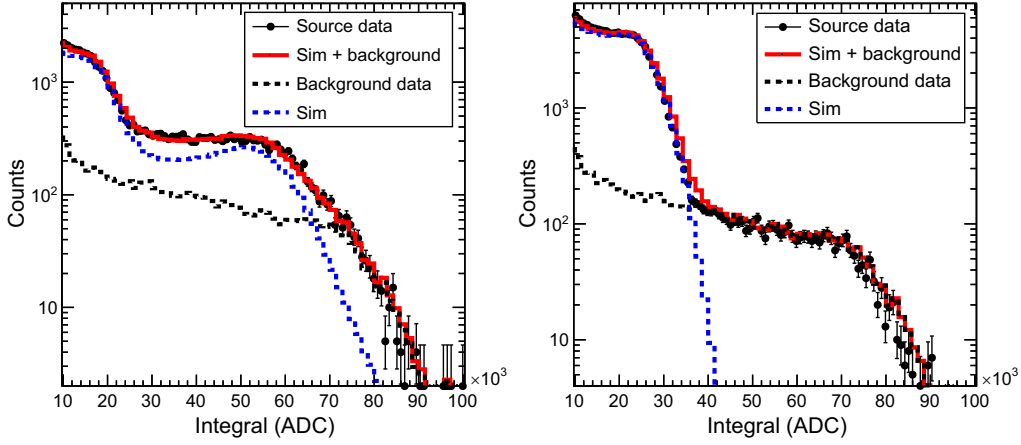 Source data
Sim + background
Background data
Sim
Counts
10³
10²
10
10 20 30 40 50 60 70 80 90 100
×10³
Integral (ADC)
Source data
Sim + background
Background data
Sim
Counts
10³
10²
10
10 20 30 40 50 60 70 80 90 100
×10³
Integral (ADC)